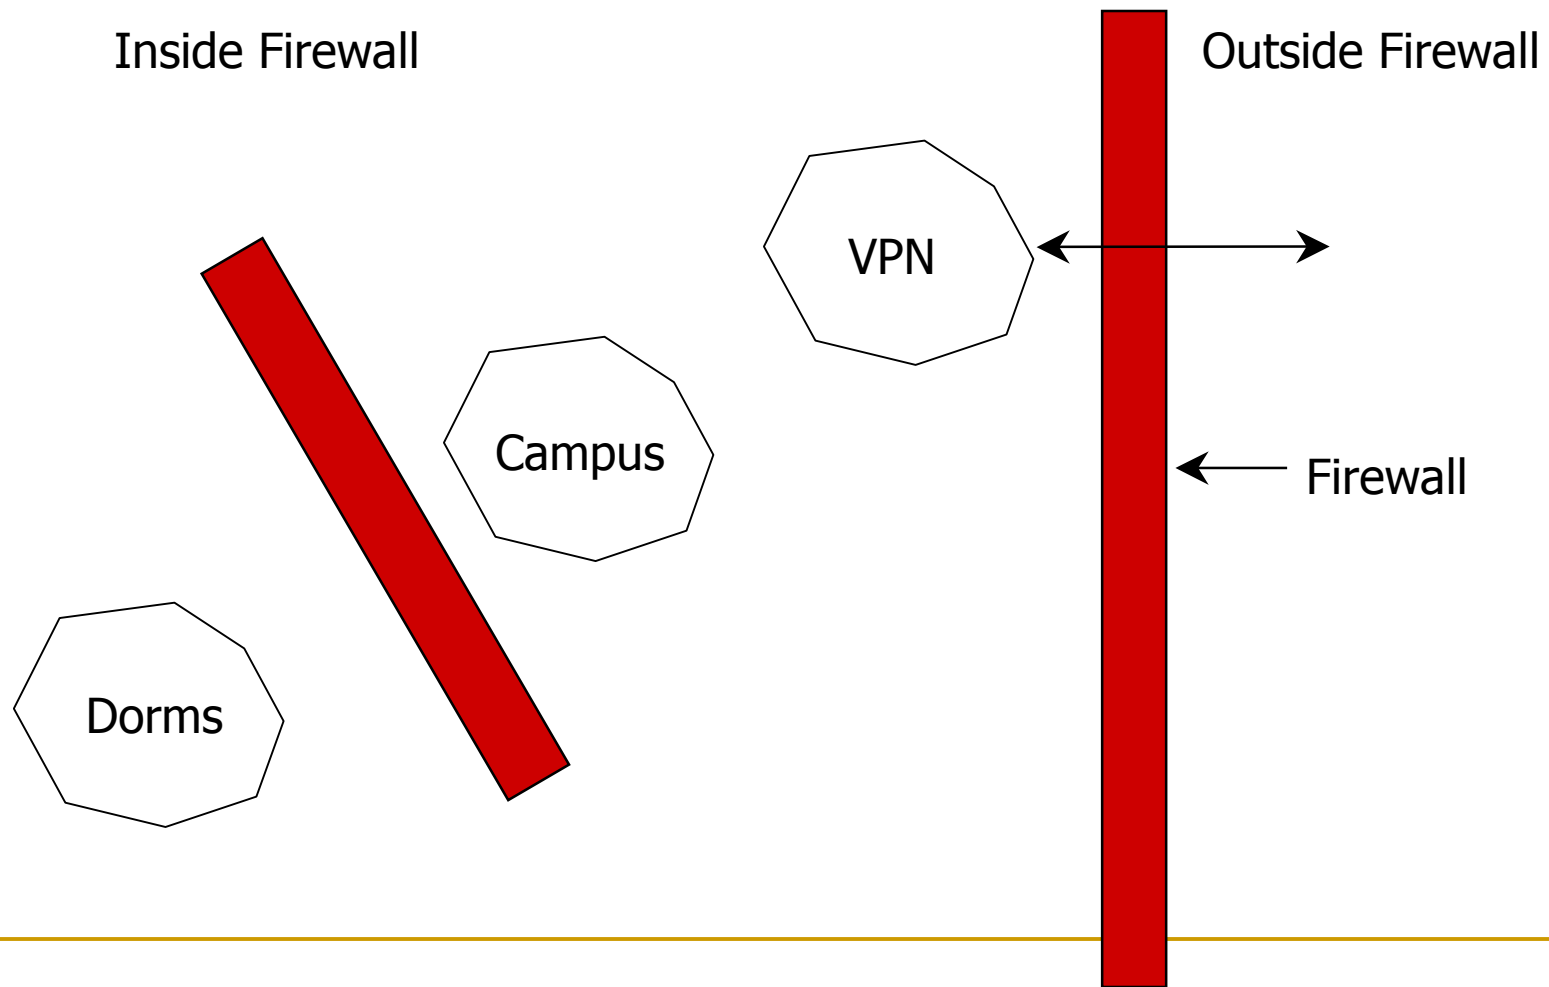 Inside Firewall
Outside Firewall
VPN
Campus
Firewall
Dorms